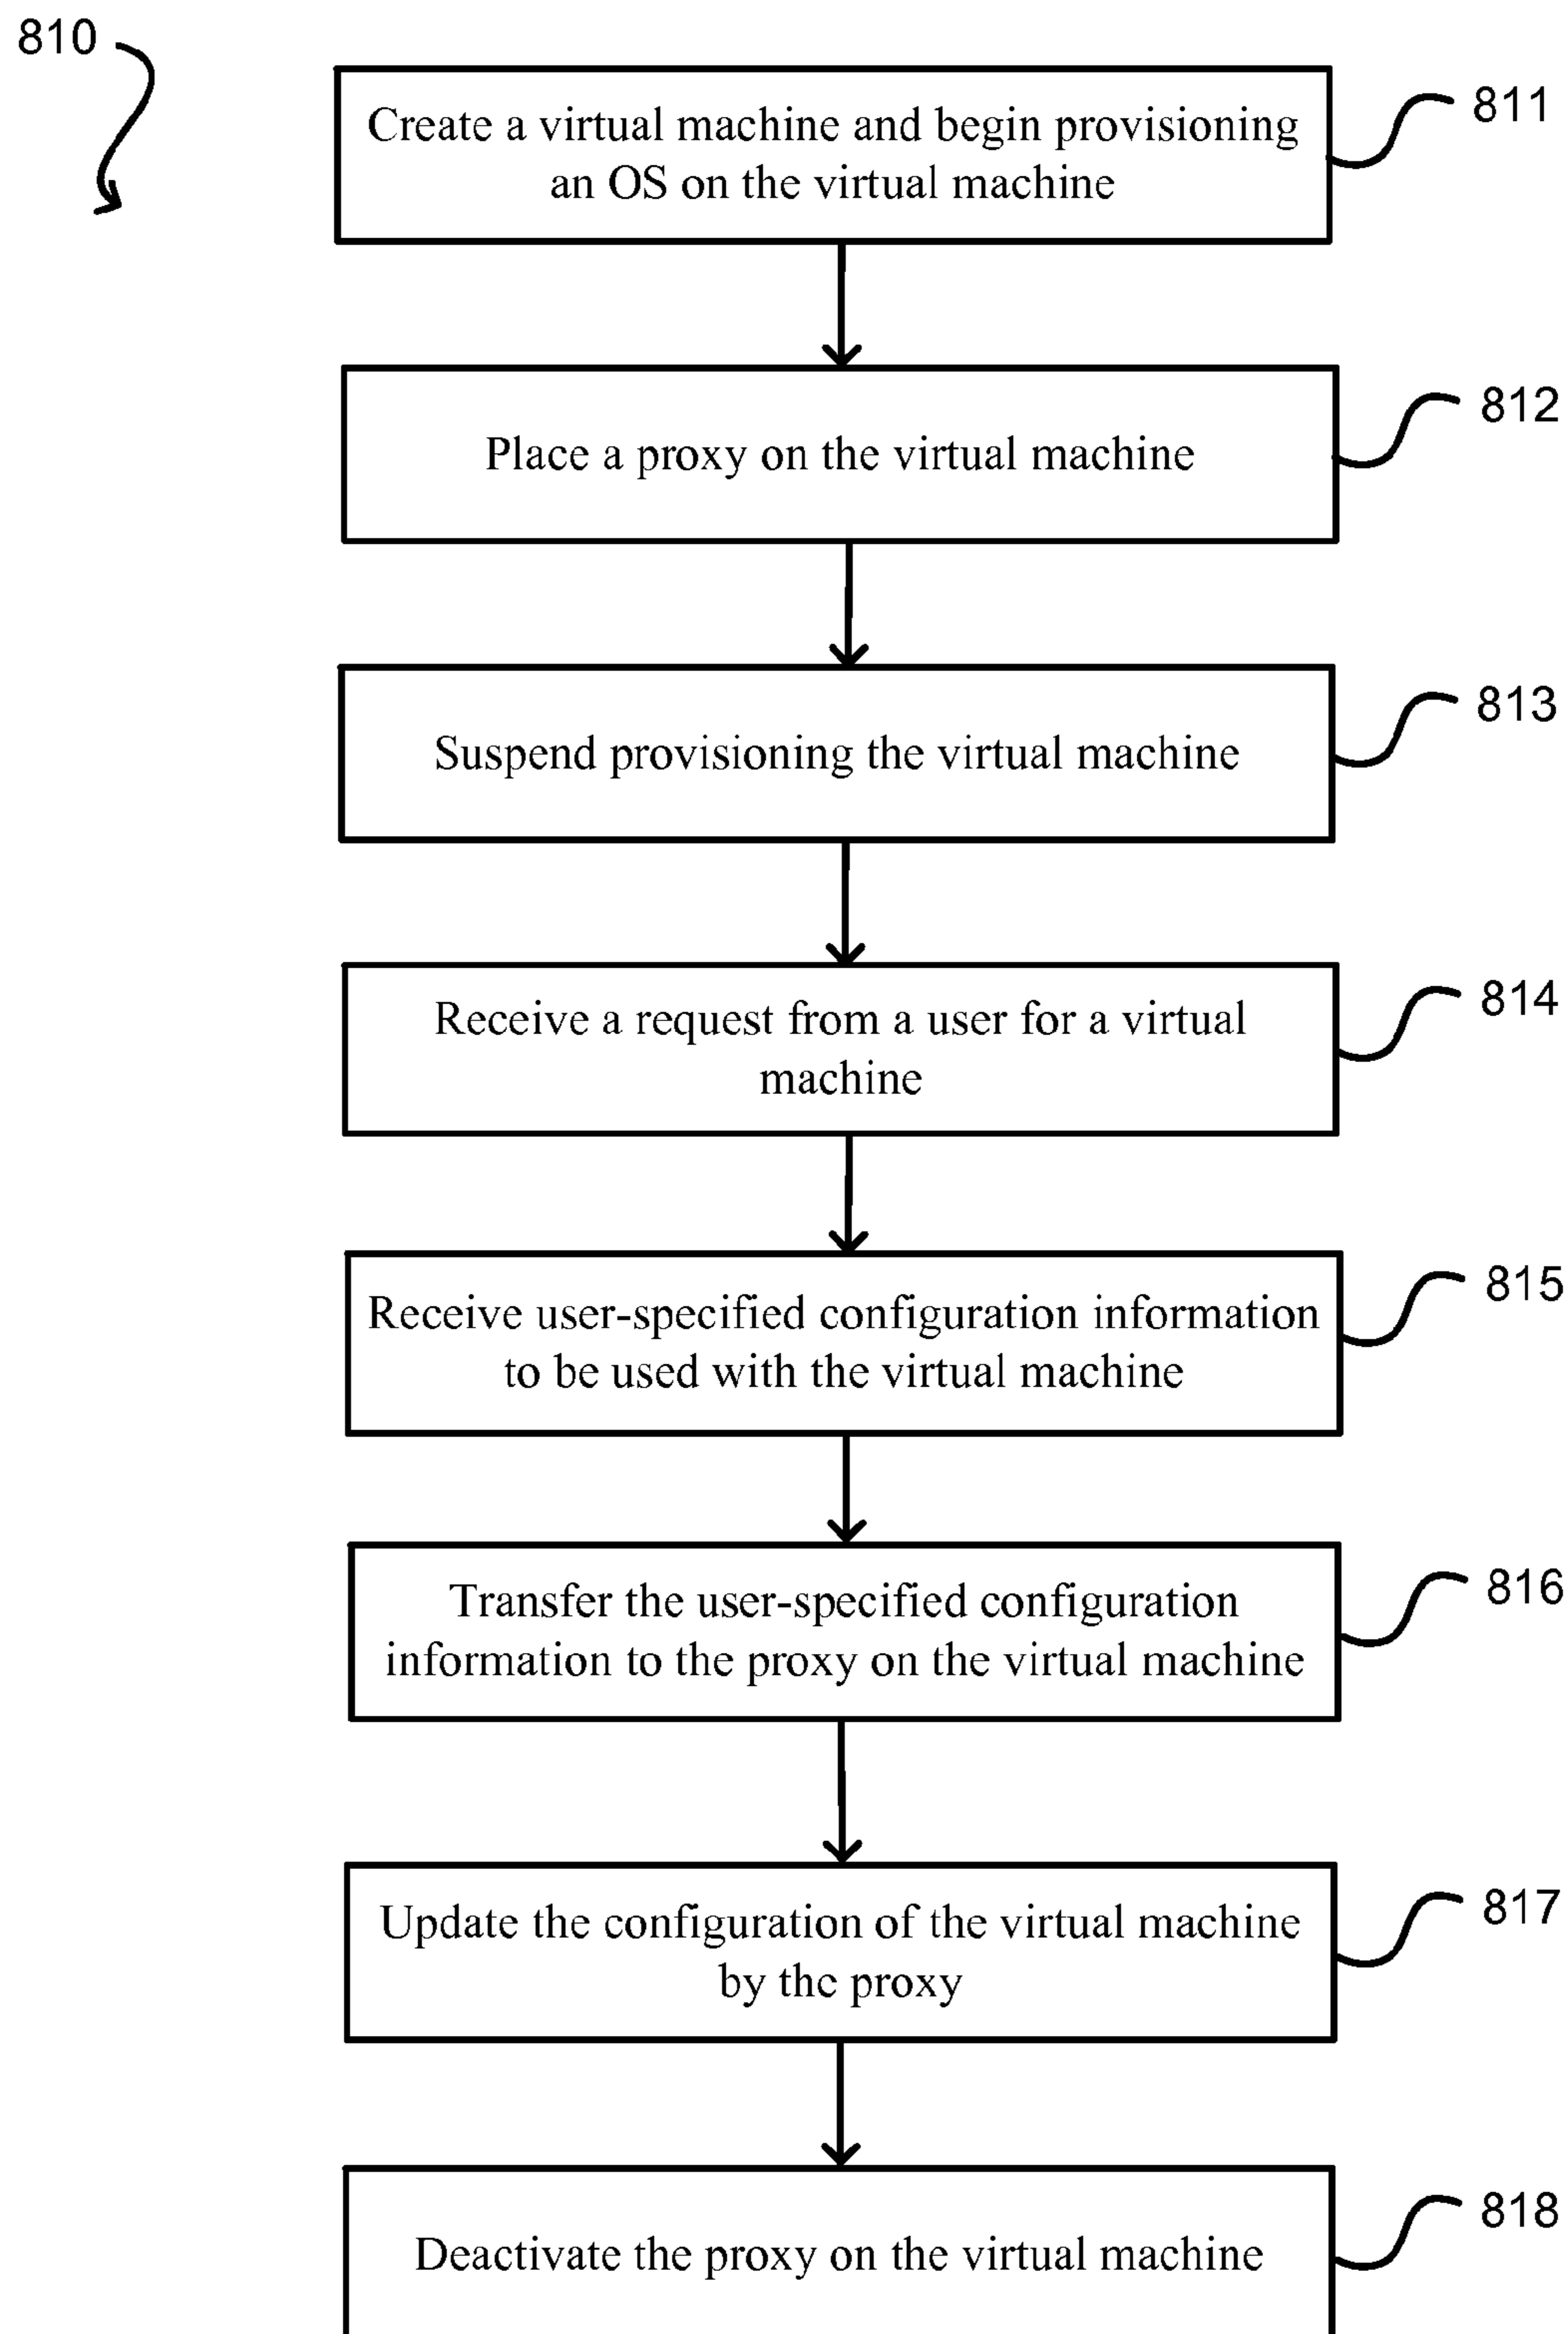 810
Create a virtual machine and begin provisioning
an OS on the virtual machine
811
Place a proxy on the virtual machine
812
Suspend provisioning the virtual machine
813
Receive a request from a user for a virtual
machine
814
Receive user-specified configuration information
to be used with the virtual machine
815
Transfer the user-specified configuration
information to the proxy on the virtual machine
816
Update the configuration of the virtual machine
by the proxy
817
Deactivate the proxy on the virtual machine
818